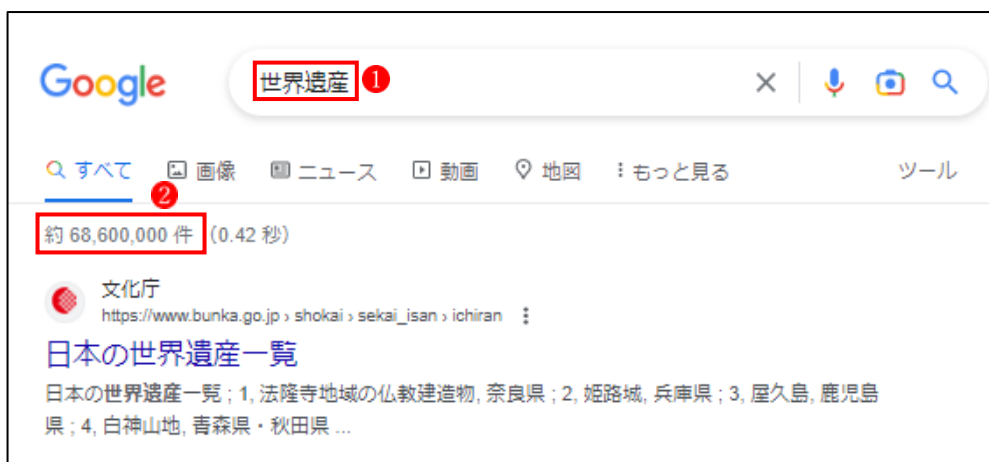 Google 世界遺産 1
すべて 画像 ニュース 動画 地図 もっと見る ツール
2
約 68,600,000 件 (0.42 秒)
文化庁
https://www.bunka.go.jp › shokai › sekai_isan › ichiran
日本の世界遺産一覧
日本の世界遺産一覧 ; 1, 法隆寺地域の仏教建造物, 奈良県 ; 2, 姫路城, 兵庫県 ; 3, 屋久島, 鹿児島
県 ; 4, 白神山地, 青森県・秋田県 ...